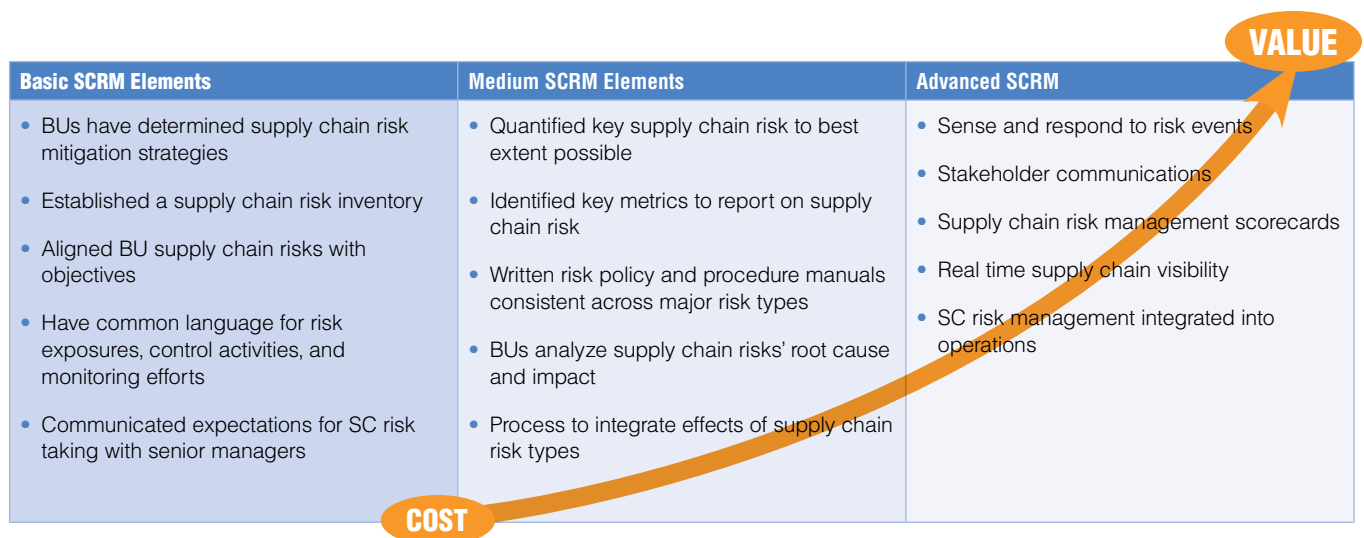 VALUE
Basic SCRM Elements
• BUs have determined supply chain risk
mitigation strategies
• Established a supply chain risk inventory
• Aligned BU supply chain risks with
objectives
• Have common language for risk
exposures, control activities, and
monitoring efforts
• Communicated expectations for SC risk
taking with senior managers
Medium SCRM Elements
• Quantified key supply chain risk to best
extent possible
• Identified key metrics to report on supply
chain risk
• Written risk policy and procedure manuals
consistent across major risk types
• BUs analyze supply chain risks' root cause
and impact
• Process to integrate effects of supply chain
risk types
Advanced SCRM
• Sense and respond to risk events
• Stakeholder communications
• Supply chain risk management scorecards
• Real time supply chain visibility
• SC risk management integrated into
operations
COST